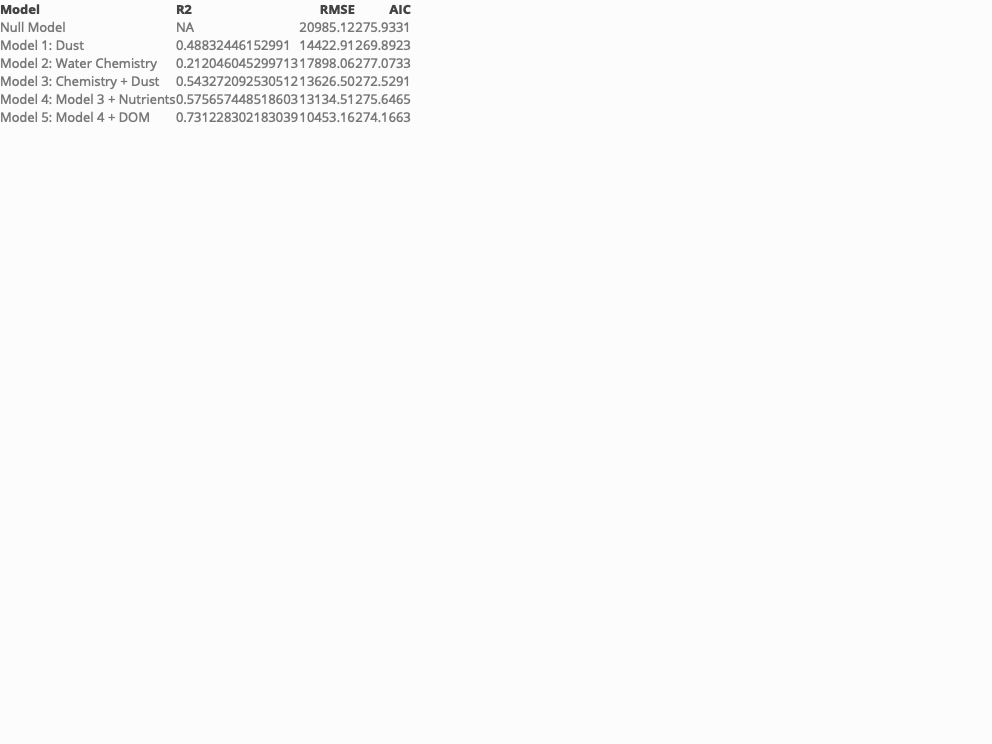 Model R2 RMSE AIC
Null Model NA 20985.12 275.9331
Model 1: Dust 0.48832446152991 14422.91 269.8923
Model 2: Water Chemistry 0.212046045299713 17898.06 277.0733
Model 3: Chemistry + Dust 0.543272092530512 13626.50 272.5291
Model 4: Model 3 + Nutrients 0.575657448518603 13134.51 275.6465
Model 5: Model 4 + DOM 0.731228302183039 10453.16 274.1663